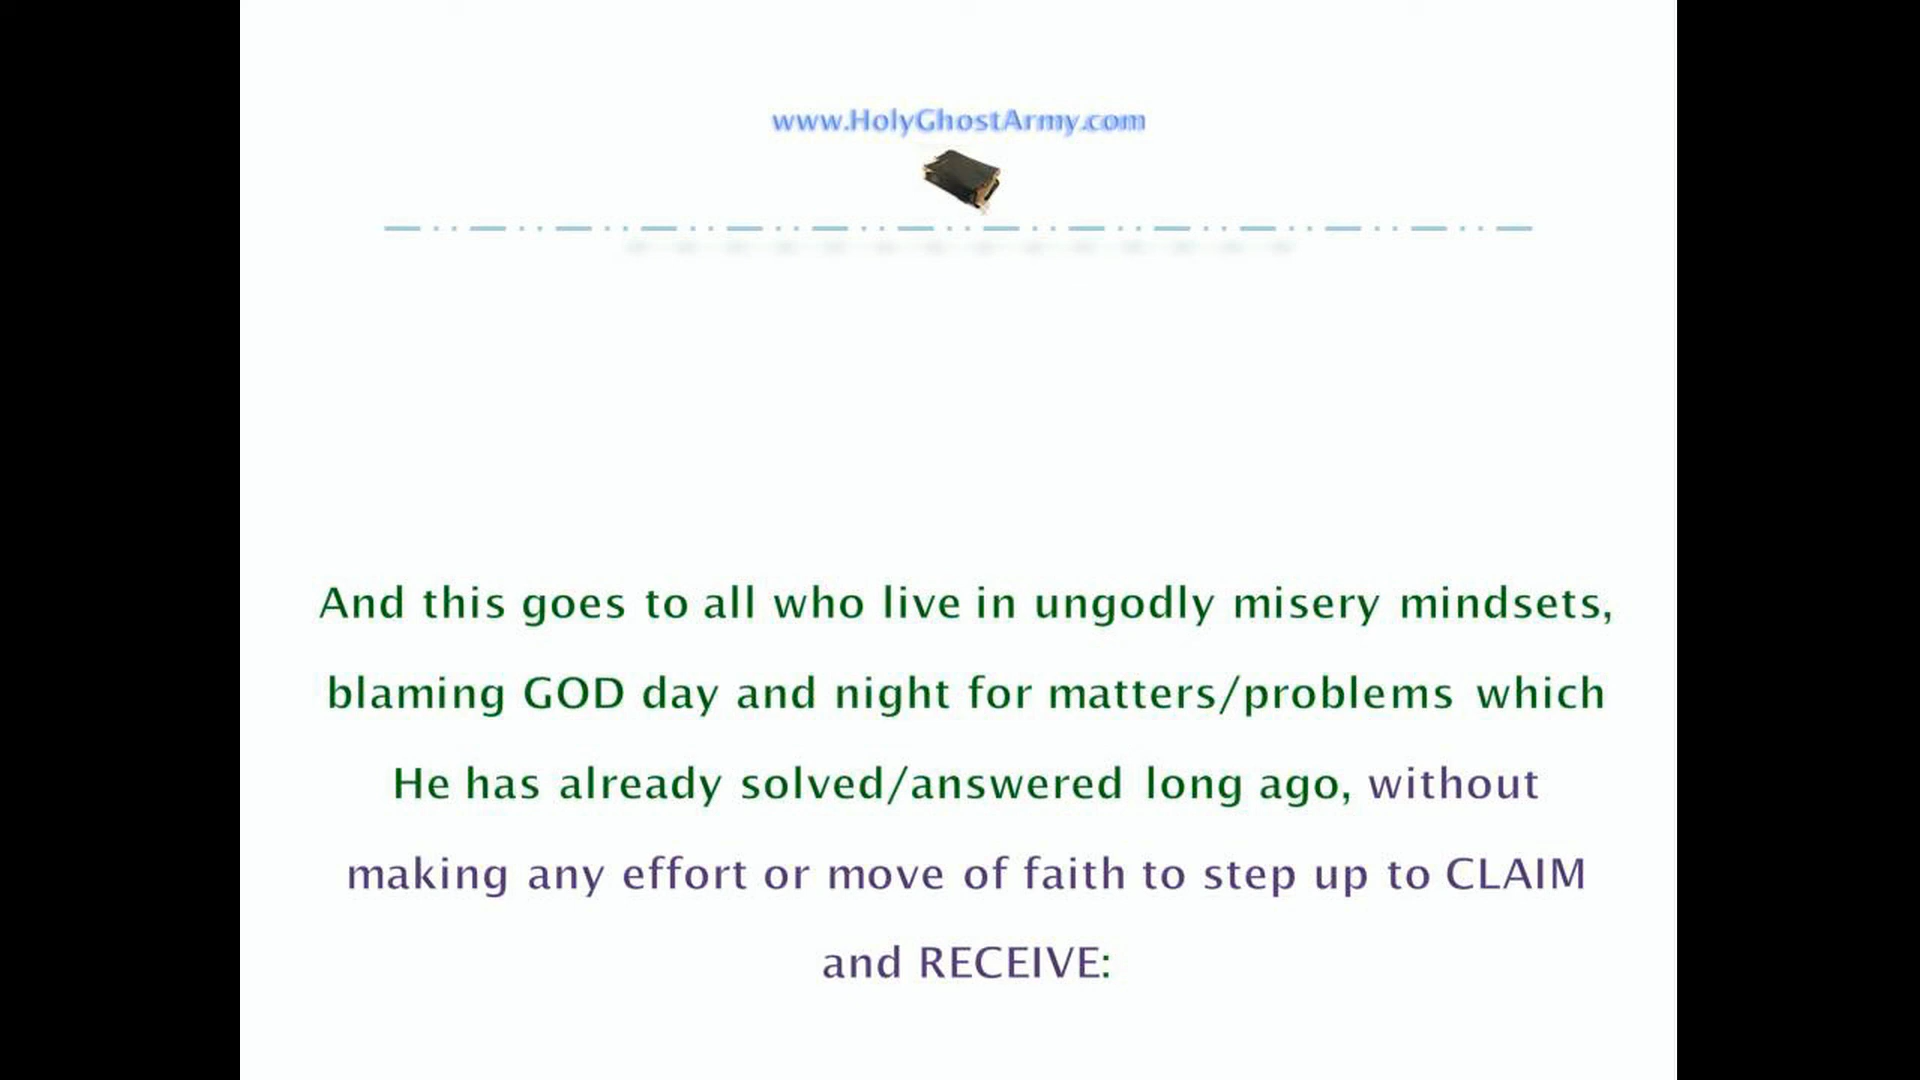 www.HolyGhostArmy.com
And this goes to all who live in ungodly misery mindsets,
blaming GOD day and night for matters/problems which
He has already solved/answered long ago, without
making any effort or move of faith to step up to CLAIM
and RECEIVE: